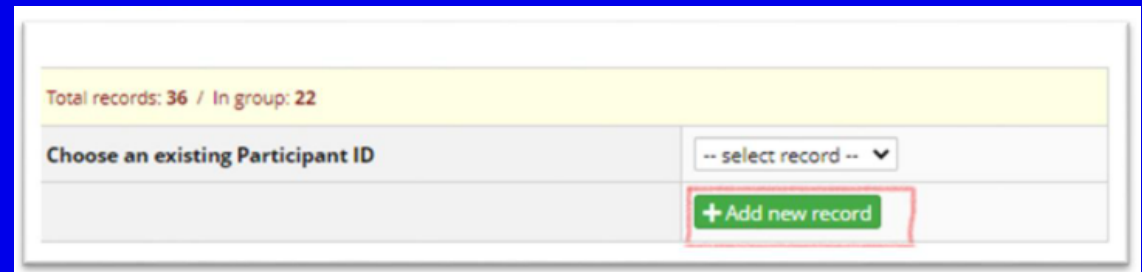 Total records: 36 / In group: 22
Choose an existing Participant ID
-- select record --
+ Add new record